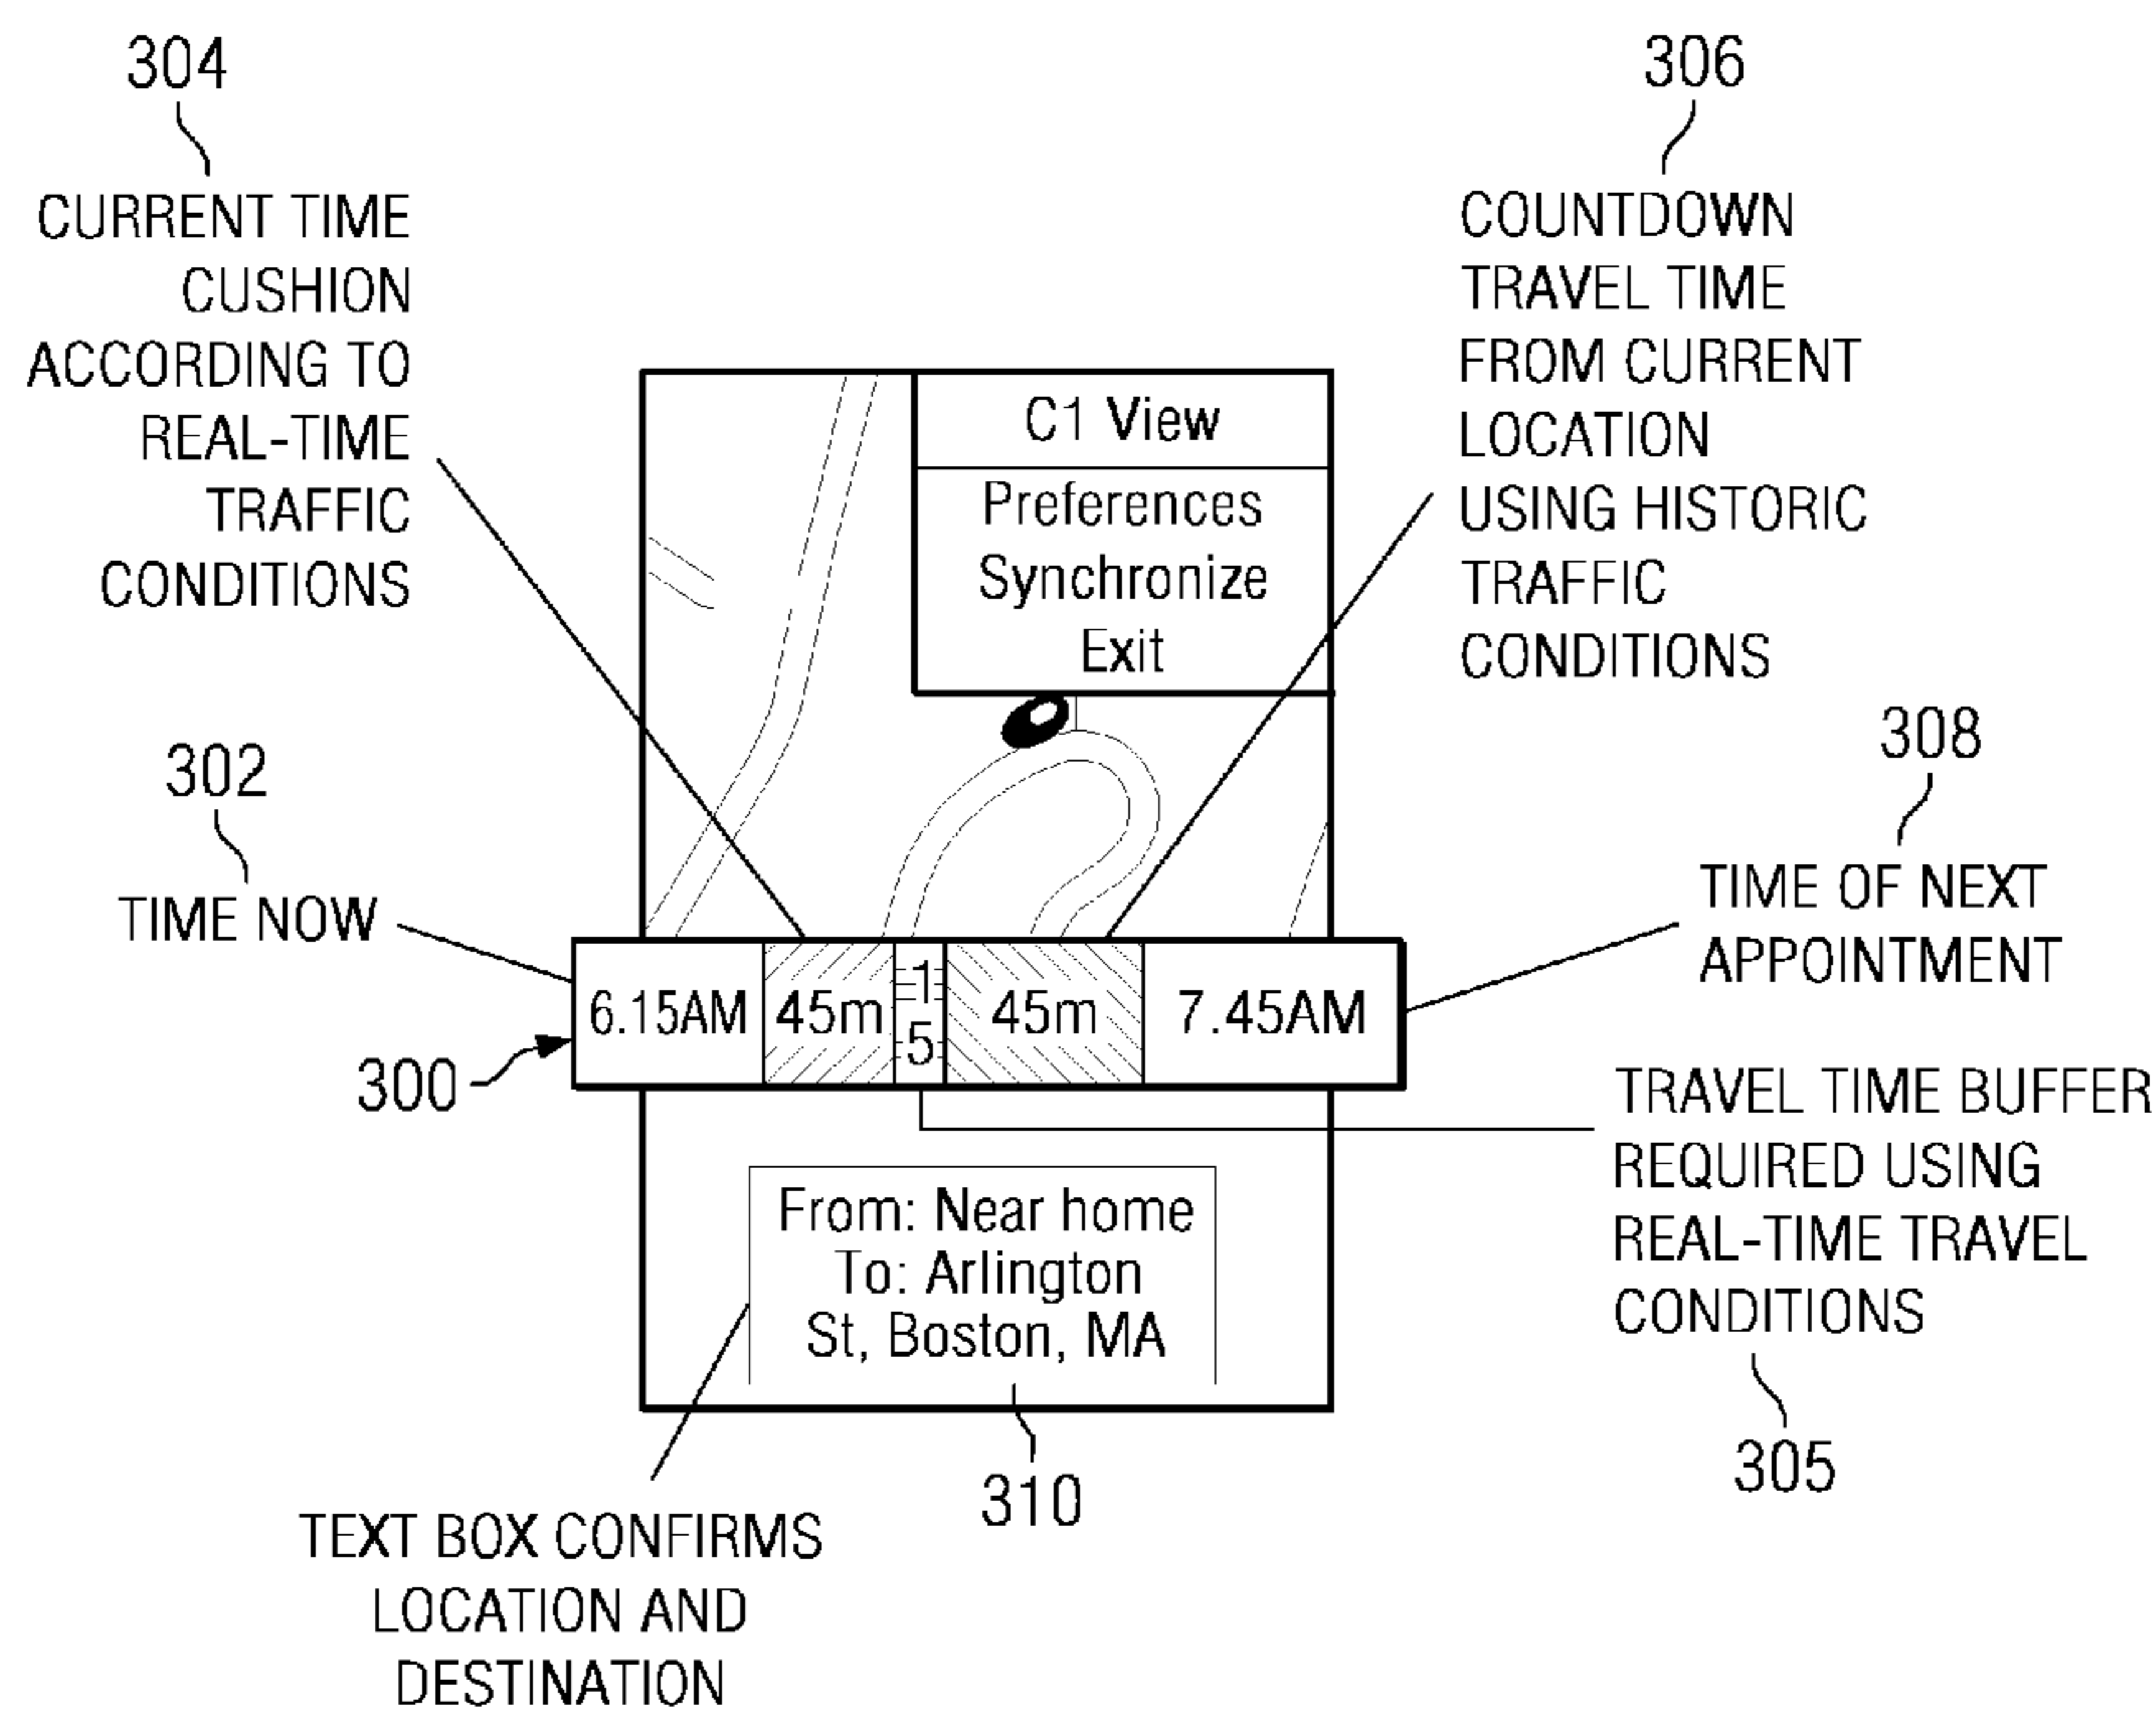 304
CURRENT TIME
CUSHION
ACCORDING TO
REAL-TIME
TRAFFIC
CONDITIONS
306
COUNTDOWN
TRAVEL TIME
FROM CURRENT
LOCATION
USING HISTORIC
TRAFFIC
CONDITIONS
C1 View
Preferences
Synchronize
Exit
302
TIME NOW
308
TIME OF NEXT
APPOINTMENT
300
6.15AM 45m 15 45m 7.45AM
TRAVEL TIME BUFFER
REQUIRED USING
REAL-TIME TRAVEL
CONDITIONS
305
From: Near home
To: Arlington
St, Boston, MA
310
TEXT BOX CONFIRMS
LOCATION AND
DESTINATION